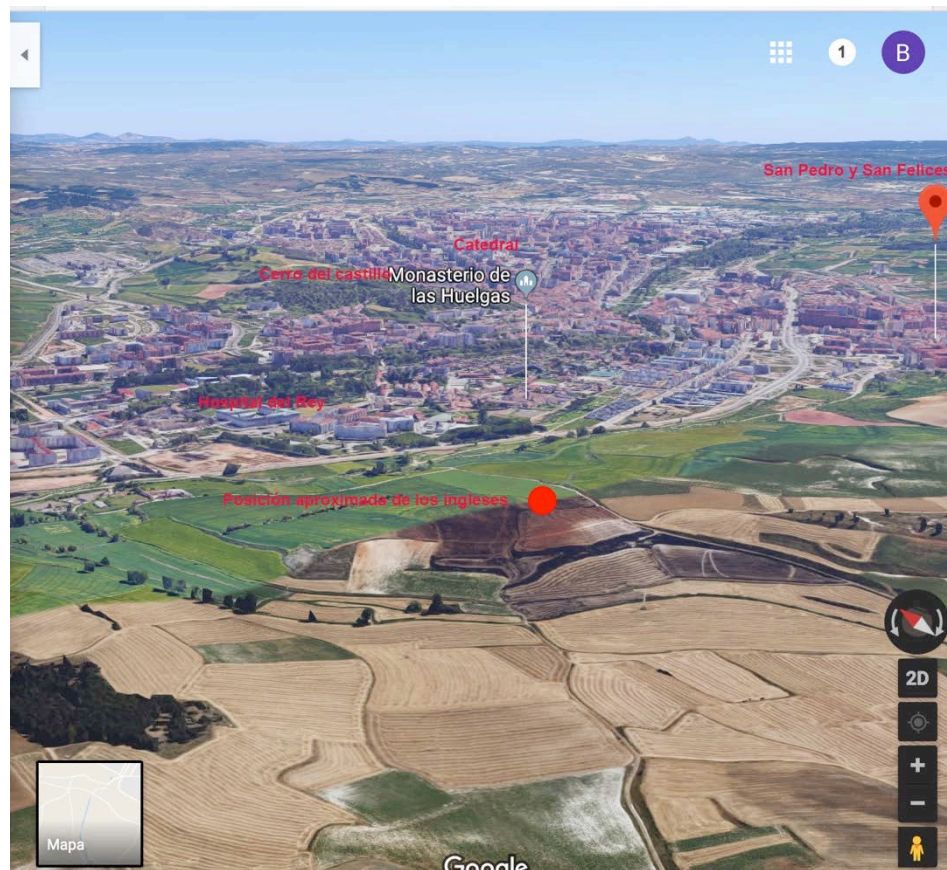 1
B
San Pedro y San Felices
Catedral
Cerro del castillo
Monasterio de
las Huelgas
Hospital del Rey
Posición aproximada de los ingleses
2D
+
−
Mapa
Google